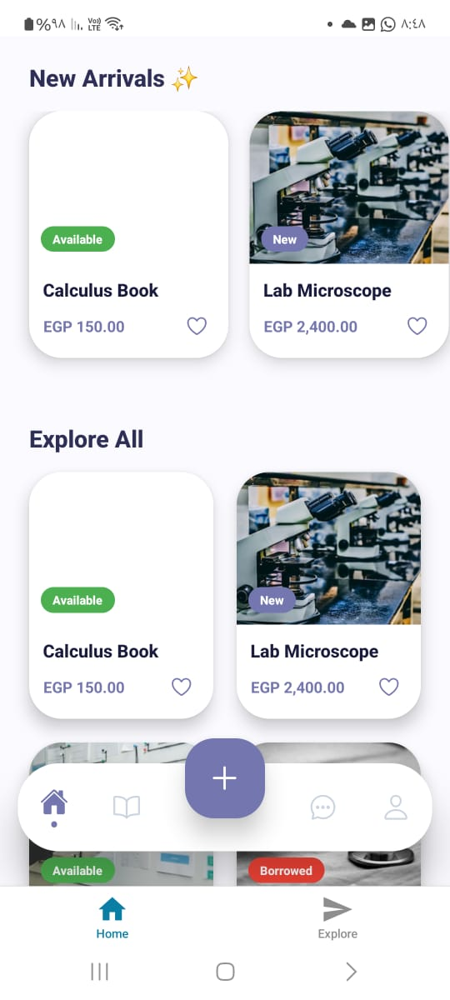 %٩٨ Vo) LTE ٨:٤٨
New Arrivals ✨
Available New
Calculus Book Lab Microscope
EGP 150.00 EGP 2,400.00
Explore All
Available New
Calculus Book Lab Microscope
EGP 150.00 EGP 2,400.00
Available Borrowed
Home Explore